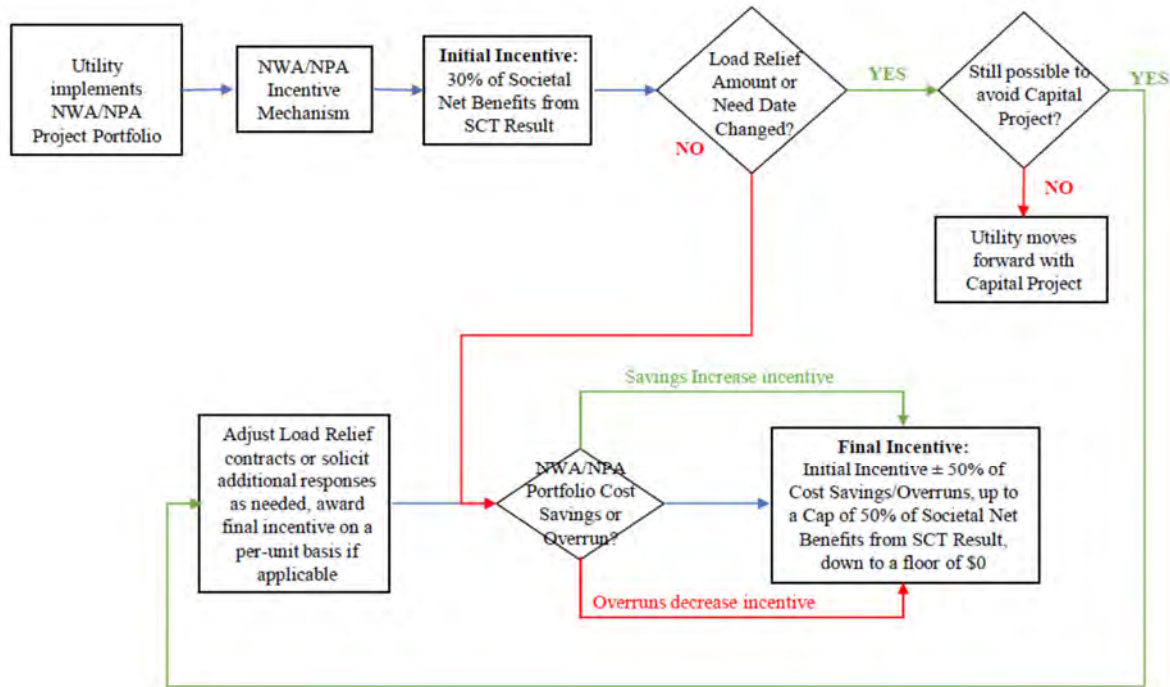 Utility
implements
NWA/NPA
Project Portfolio
NWA/NPA
Incentive
Mechanism
Initial Incentive:
30% of Societal
Net Benefits from
SCT Result
Load Relief
Amount or
Need Date
Changed?
YES
Still possible to
avoid Capital
Project?
YES
NO
NO
Utility moves
forward with
Capital Project
Savings Increase incentive
Adjust Load Relief
contracts or solicit
additional responses
as needed, award
final incentive on a
per-unit basis if
applicable
NWA/NPA
Portfolio Cost
Savings or
Overrun?
Final Incentive:
Initial Incentive ± 50% of
Cost Savings/Overruns, up to
a Cap of 50% of Societal Net
Benefits from SCT Result,
down to a floor of $0
Overruns decrease incentive